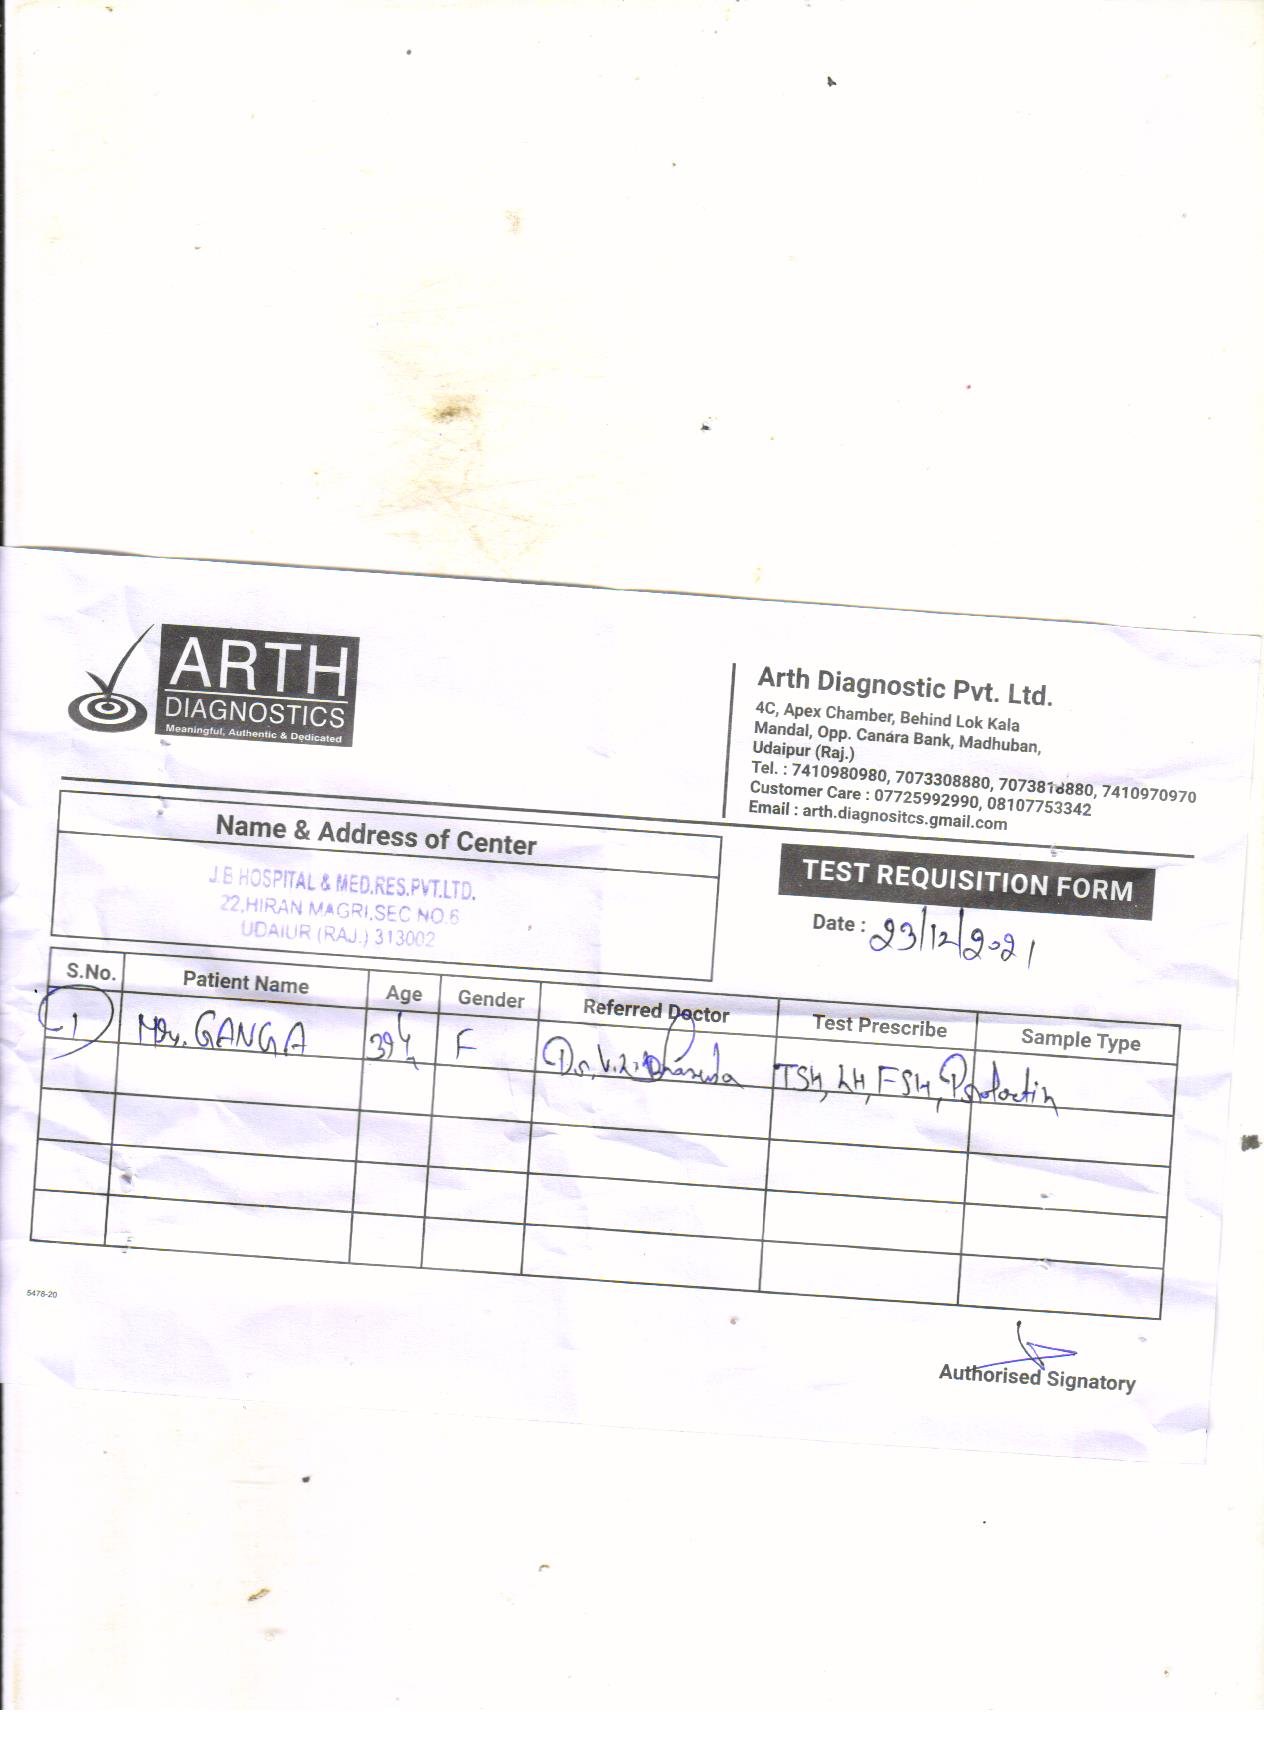 ARTH
DIAGNOSTICS
Meaningful, Authentic & Dedicated
Arth Diagnostic Pvt. Ltd.
4C, Apex Chamber, Behind Lok Kala
Mandal, Opp. Canara Bank, Madhuban,
Udaipur (Raj.)
Tel. : 7410980980, 7073308880, 7073818880, 7410970970
Customer Care : 07725992990, 08107753342
Email : arth.diagnositcs.gmail.com
Name & Address of Center
J.B HOSPITAL & MED.RES.PVT.LTD.
22,HIRAN MAGRI,SEC NO.6
UDAIUR (RAJ.) 313002
TEST REQUISITION FORM
Date : 23/12/2021
S.No. Patient Name Age Gender Referred Doctor Test Prescribe Sample Type
1 GANGA 39y F Dr. V. TSH, LH, FSH, Prolactin
5478-20
Authorised Signatory